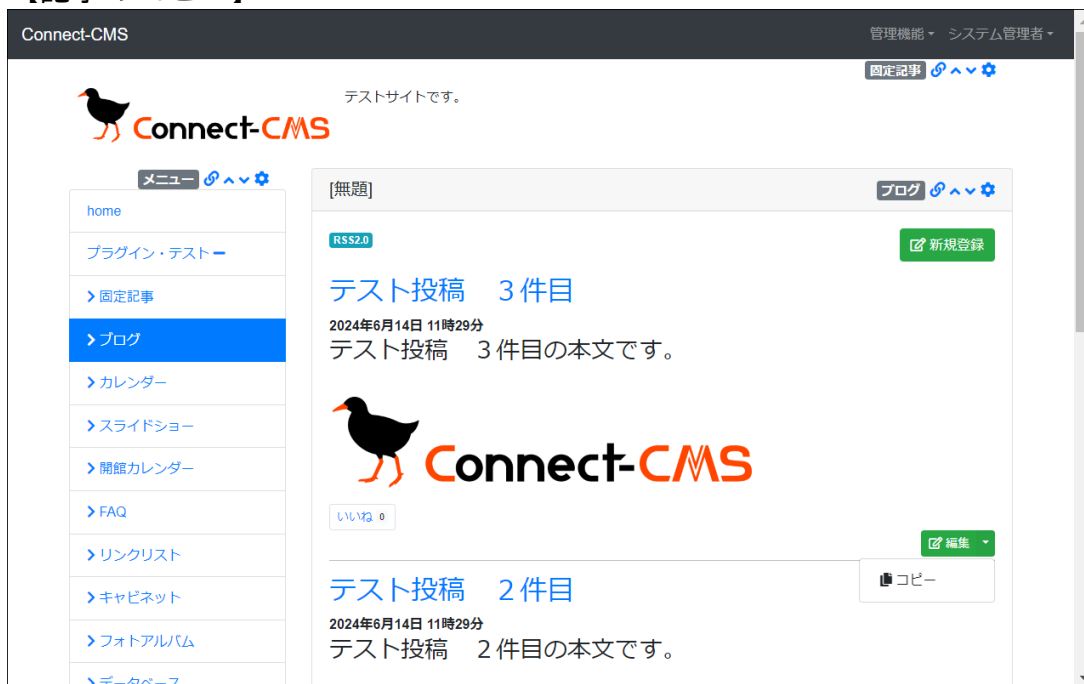 Connect-CMS
管理機能 システム管理者
固定記事
テストサイトです。
Connect-CMS
メニュー
home
プラグイン・テスト
固定記事
ブログ
カレンダー
スライドショー
開館カレンダー
FAQ
リンクリスト
キャビネット
フォトアルバム
データベース
[無題]
ブログ
RSS2.0
新規登録
テスト投稿　３件目
2024年6月14日 11時29分
テスト投稿　３件目の本文です。
Connect-CMS
いいね 0
編集
コピー
テスト投稿　２件目
2024年6月14日 11時29分
テスト投稿　２件目の本文です。